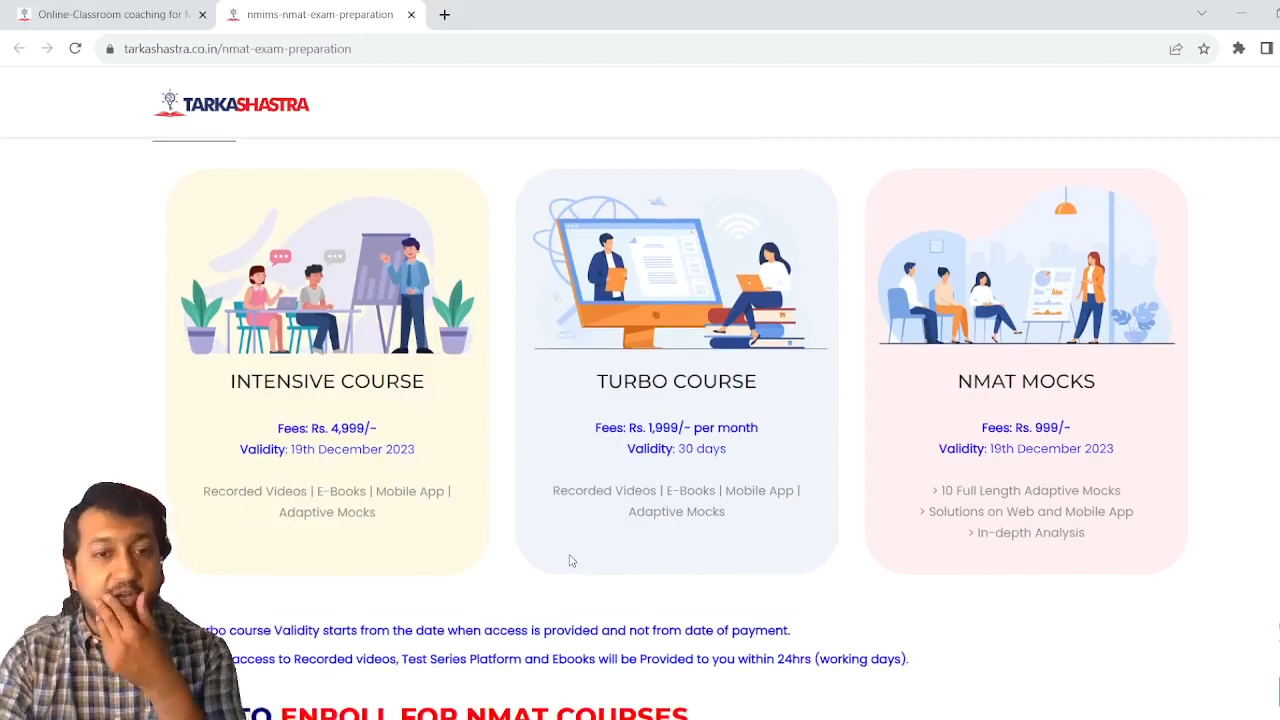 Online-Classroom coaching for
nmims-nmat-exam-preparation
tarkashastra.co.in/nmat-exam-preparation
TARKASHASTRA
INTENSIVE COURSE
Fees: Rs. 4,999/-
Validity: 19th December 2023
Recorded Videos | E-Books | Mobile App |
Adaptive Mocks
TURBO COURSE
Fees: Rs. 1,999/- per month
Validity: 30 days
Recorded Videos | E-Books | Mobile App |
Adaptive Mocks
NMAT MOCKS
Fees: Rs. 999/-
Validity: 19th December 2023
> 10 Full Length Adaptive Mocks
> Solutions on Web and Mobile App
> In-depth Analysis
course Validity starts from the date when access is provided and not from date of payment.
access to Recorded videos, Test Series Platform and Ebooks will be Provided to you within 24hrs (working days).
TO ENROLL FOR NMAT COURSES